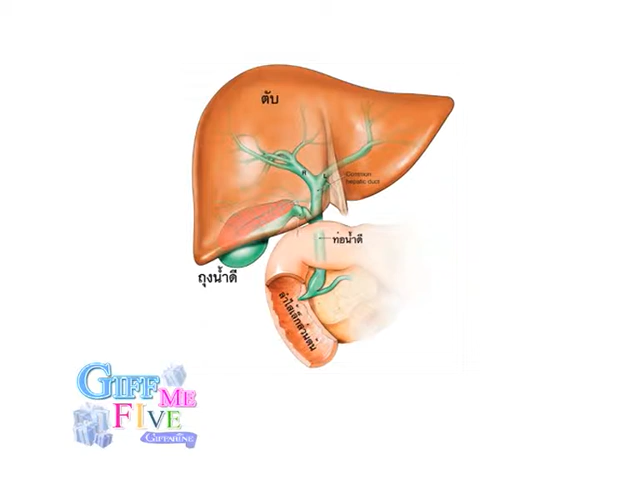 ตับ
R
L
Common
hepatic duct
ท่อน้ำดี
ถุงน้ำดี
ลำไส้เล็กส่วนต้น
GIFF
ME
FIVE
GIFFARINE